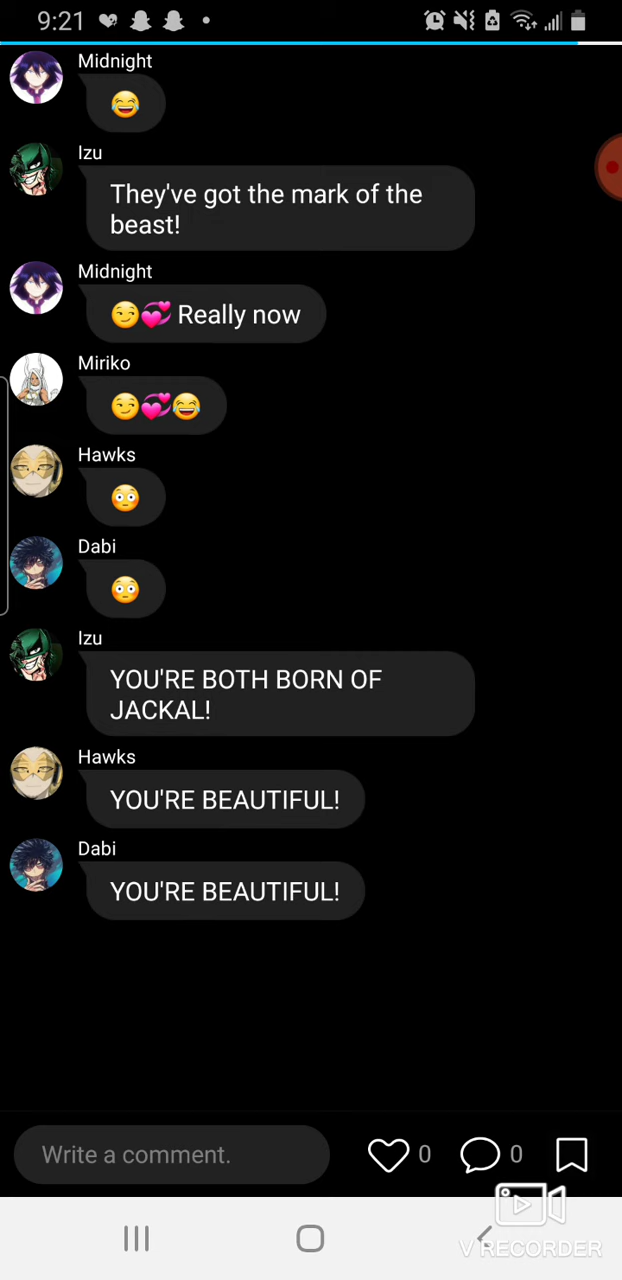 9:21
Midnight
😂
Izu
They've got the mark of the
beast!
Midnight
😏💞 Really now
Miriko
😏💞😂
Hawks
😳
Dabi
😳
Izu
YOU'RE BOTH BORN OF
JACKAL!
Hawks
YOU'RE BEAUTIFUL!
Dabi
YOU'RE BEAUTIFUL!
Write a comment. 0 0
V RECORDER